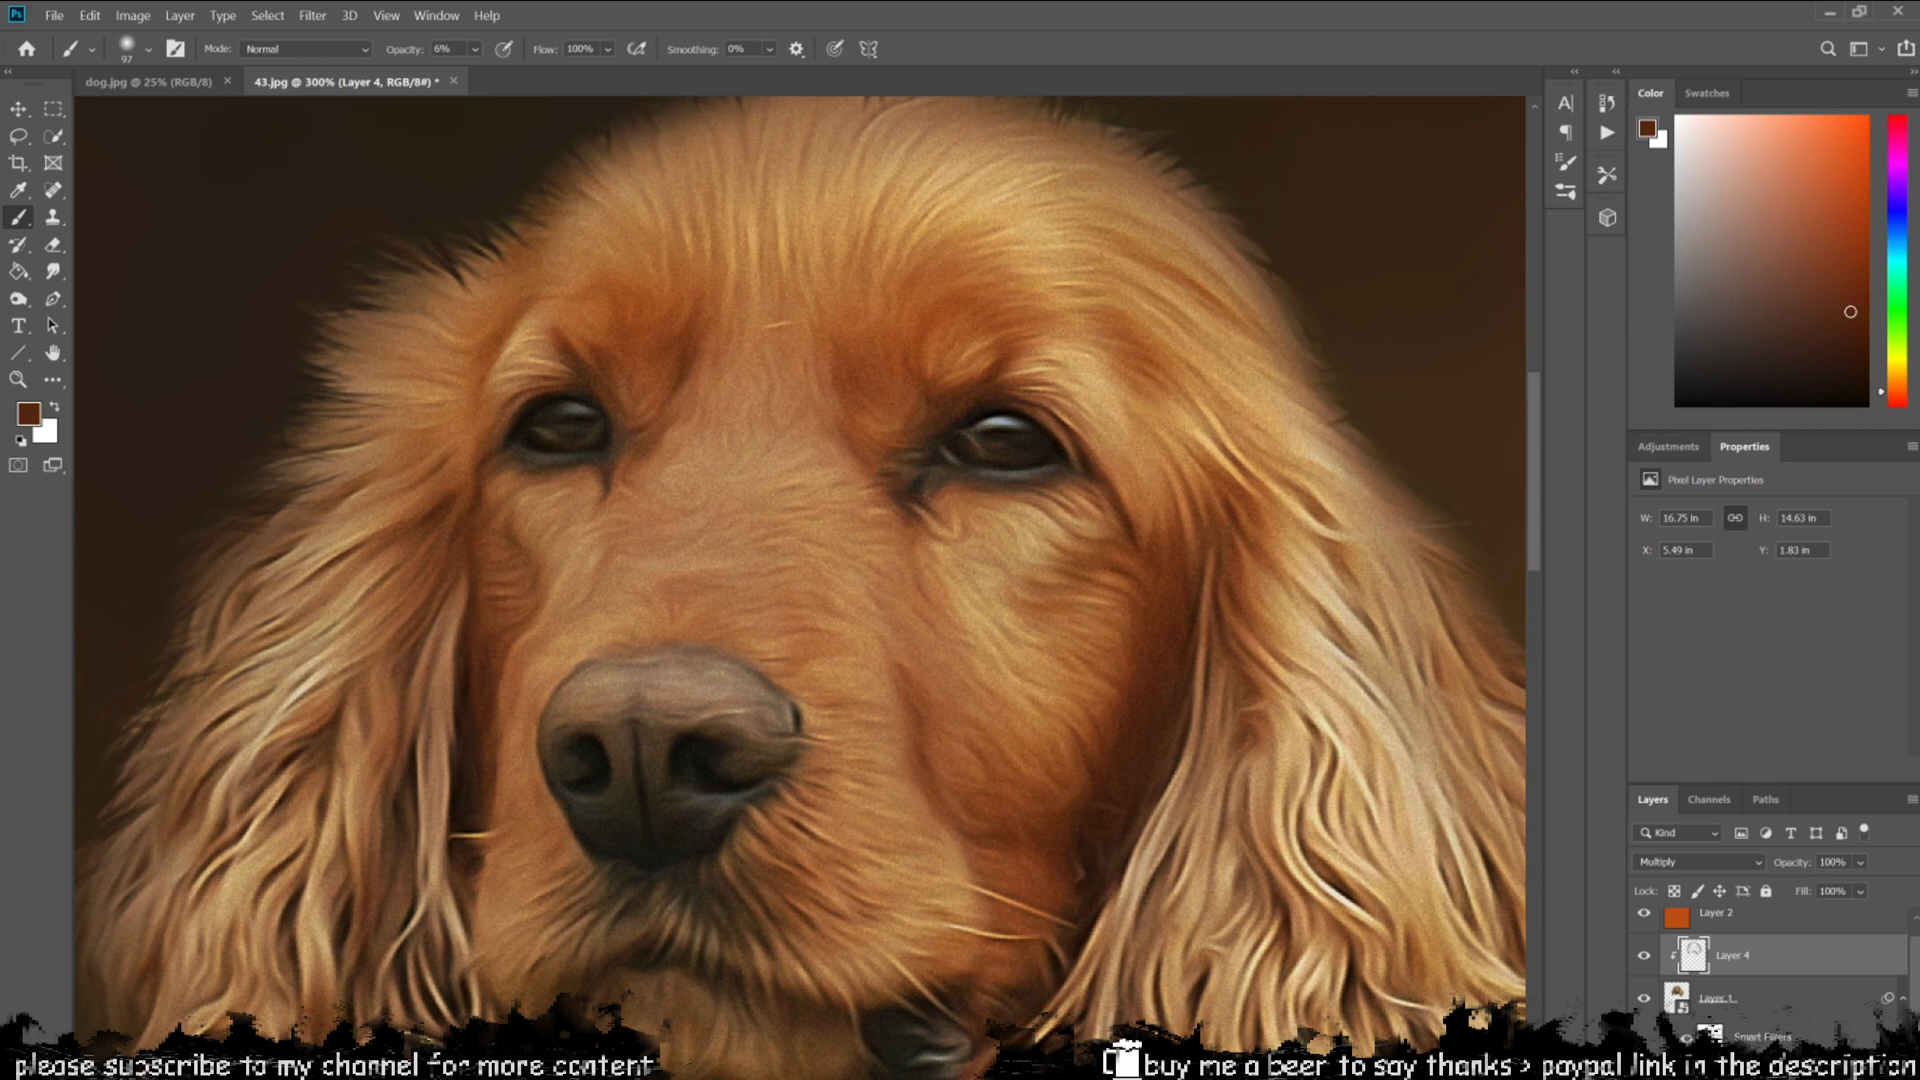 Ps File Edit Image Layer Type Select Filter 3D View Window Help
97 Mode: Normal Opacity: 6% Flow: 100% Smoothing: 0%
dog.jpg @ 25% (RGB/8) 43.jpg @ 300% (Layer 4, RGB/8#) *
Color Swatches
Adjustments Properties
Pixel Layer Properties
W: 16.75 in H: 14.63 in
X: 5.49 in Y: 1.83 in
Layers Channels Paths
Kind
Multiply Opacity: 100%
Lock: Fill: 100%
Layer 2
Layer 4
Layer 1
Smart Filters
please subscribe to my channel for more content
buy me a beer to say thanks > paypal link in the description